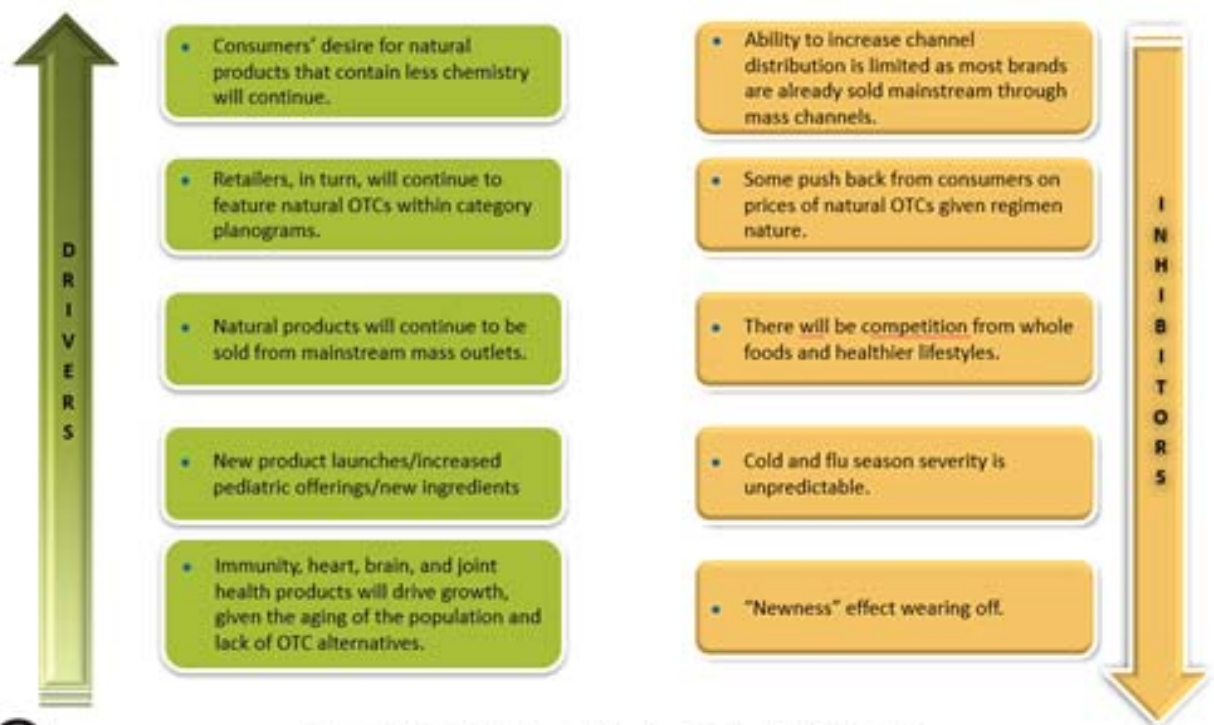 DRIVERS
• Consumers' desire for natural
products that contain less chemistry
will continue.
• Retailers, in turn, will continue to
feature natural OTCs within category
planograms.
• Natural products will continue to be
sold from mainstream mass outlets.
• New product launches/increased
pediatric offerings/new ingredients
• Immunity, heart, brain, and joint
health products will drive growth,
given the aging of the population and
lack of OTC alternatives.
• Ability to increase channel
distribution is limited as most brands
are already sold mainstream through
mass channels.
• Some push back from consumers on
prices of natural OTCs given regimen
nature.
• There will be competition from whole
foods and healthier lifestyles.
• Cold and flu season severity is
unpredictable.
• "Newness" effect wearing off.
INHIBITORS